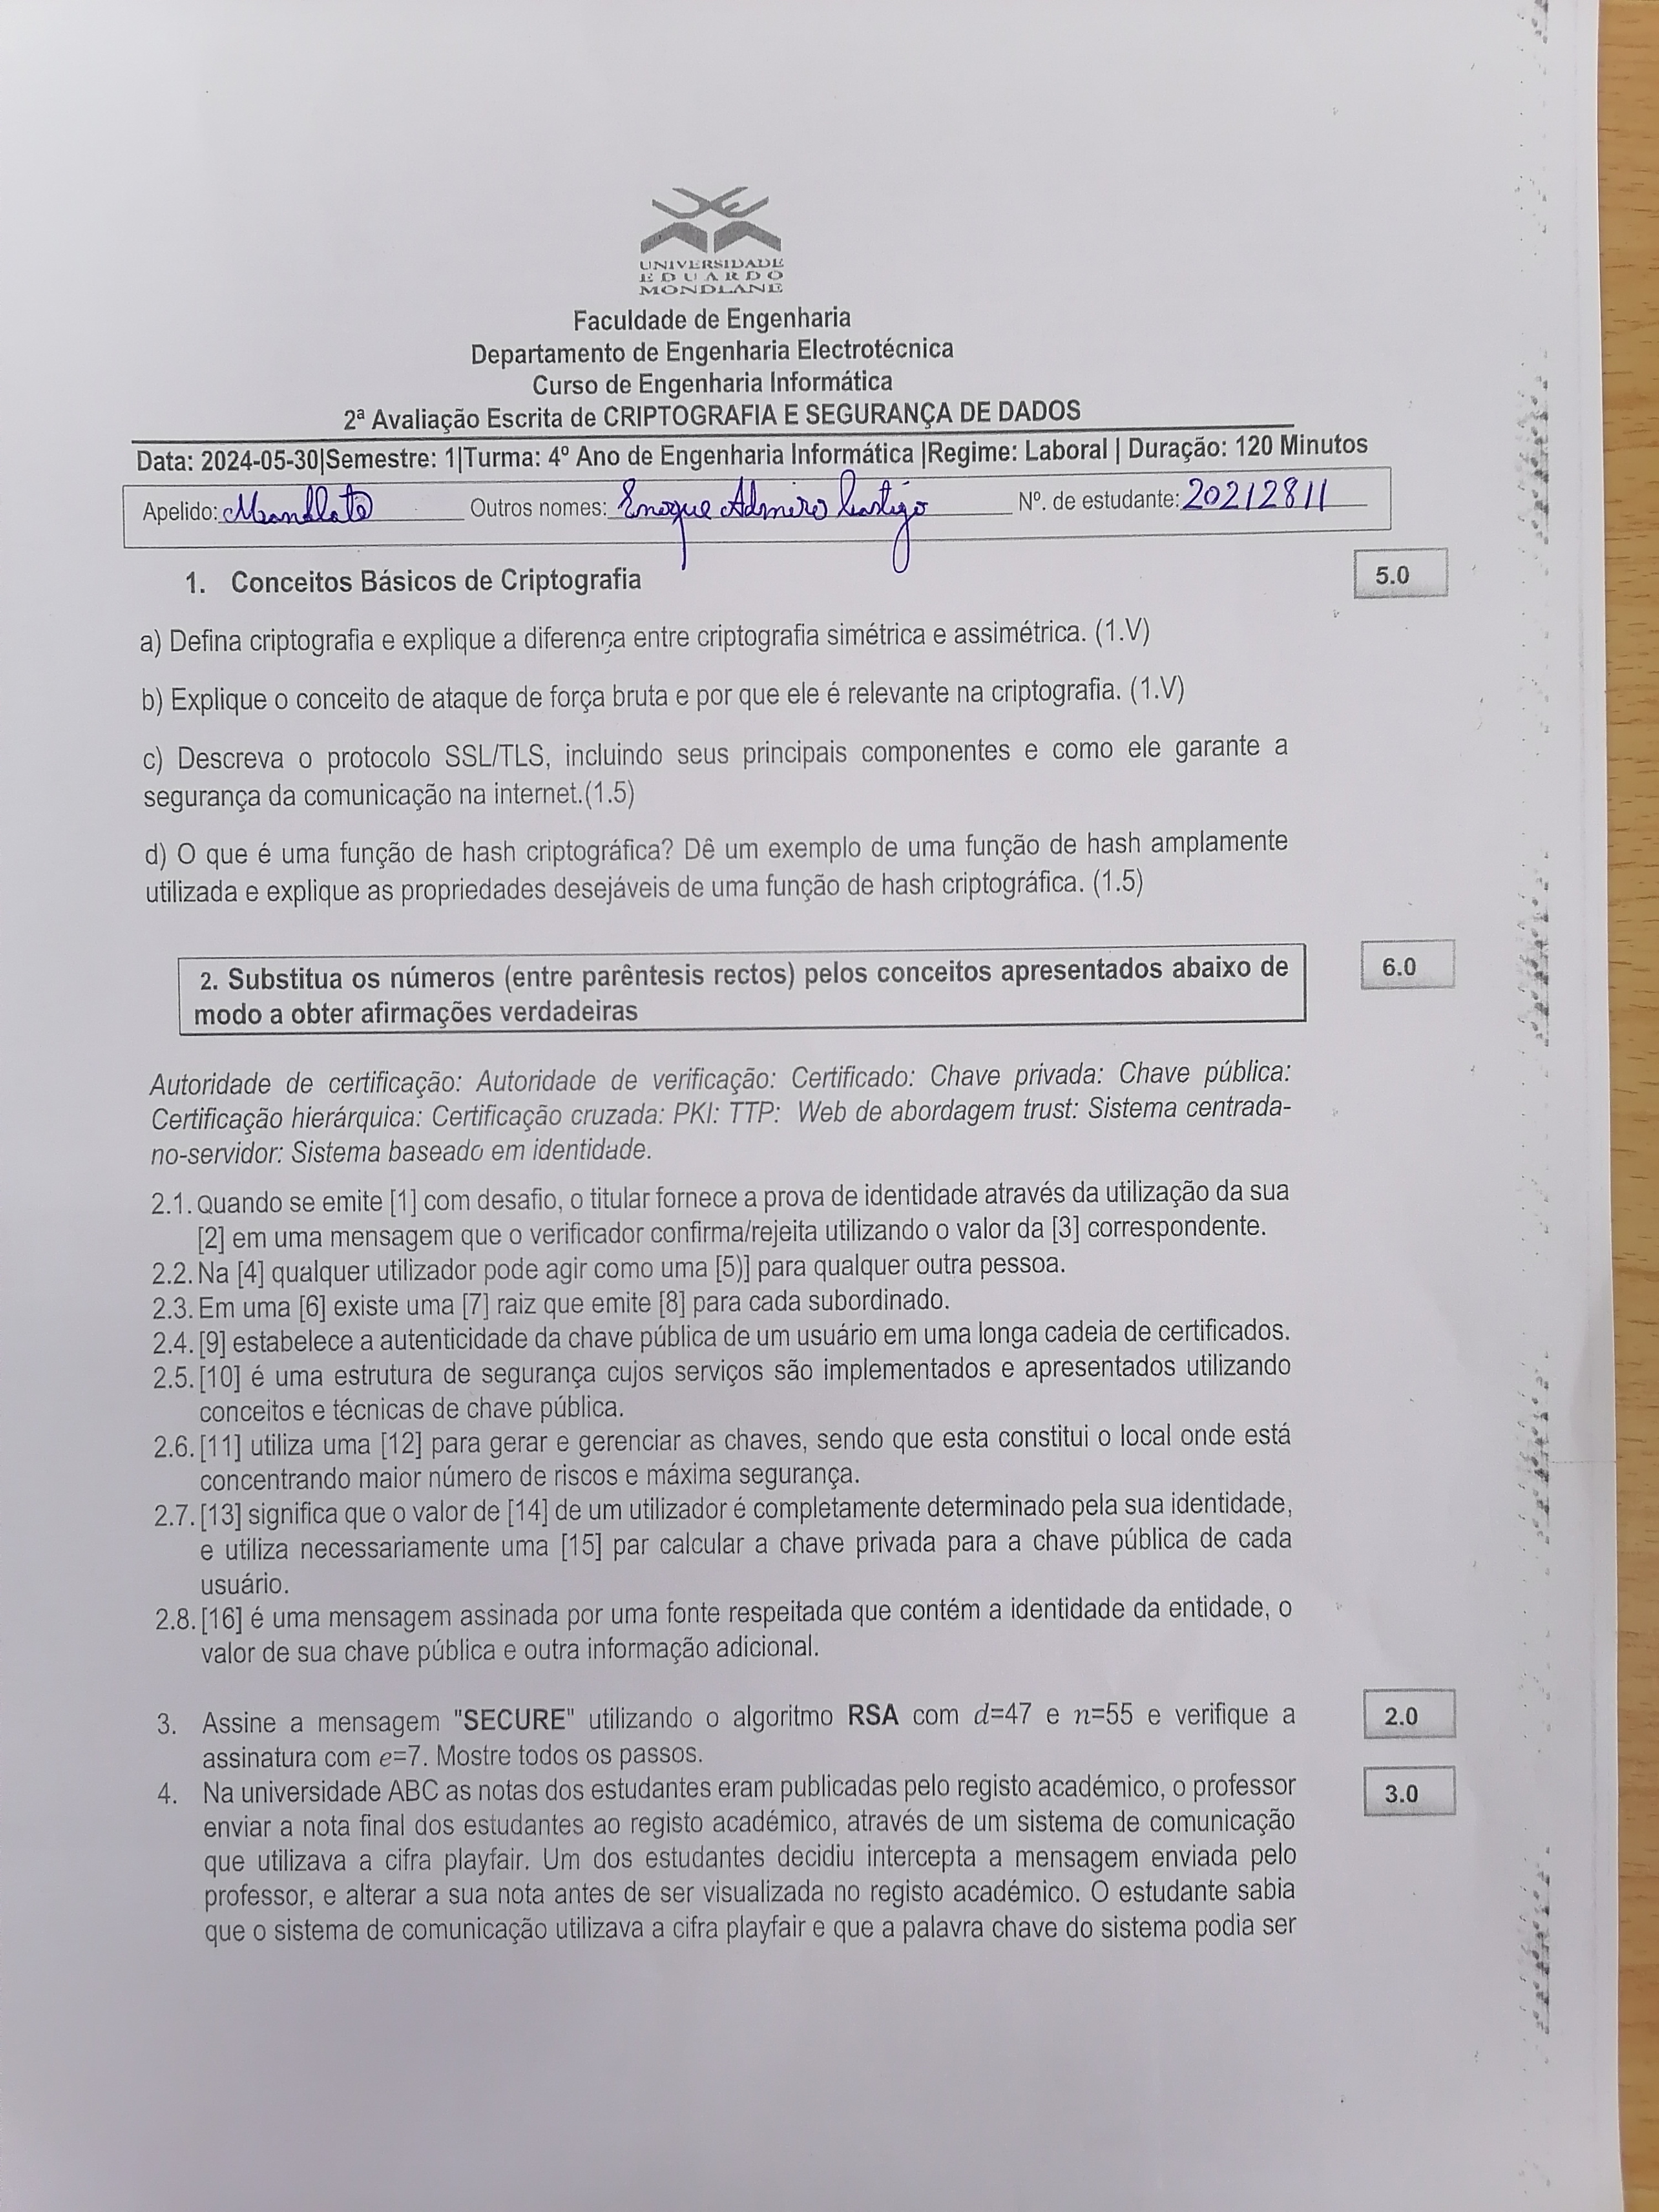 UNIVERSIDADE
EDUARDO
MONDLANE
Faculdade de Engenharia
Departamento de Engenharia Electrotécnica
Curso de Engenharia Informática
2ª Avaliação Escrita de CRIPTOGRAFIA E SEGURANÇA DE DADOS
Data: 2024-05-30|Semestre: 1|Turma: 4º Ano de Engenharia Informática |Regime: Laboral | Duração: 120 Minutos
Apelido: Mandlate Outros nomes: Enoque Admiro Nº. de estudante: 20212811
1. Conceitos Básicos de Criptografia 5.0
a) Defina criptografia e explique a diferença entre criptografia simétrica e assimétrica. (1.V)
b) Explique o conceito de ataque de força bruta e por que ele é relevante na criptografia. (1.V)
c) Descreva o protocolo SSL/TLS, incluindo seus principais componentes e como ele garante a
segurança da comunicação na internet.(1.5)
d) O que é uma função de hash criptográfica? Dê um exemplo de uma função de hash amplamente
utilizada e explique as propriedades desejáveis de uma função de hash criptográfica. (1.5)
2. Substitua os números (entre parêntesis rectos) pelos conceitos apresentados abaixo de 6.0
modo a obter afirmações verdadeiras
Autoridade de certificação: Autoridade de verificação: Certificado: Chave privada: Chave pública:
Certificação hierárquica: Certificação cruzada: PKI: TTP: Web de abordagem trust: Sistema centrada-
no-servidor: Sistema baseado em identidade.
2.1. Quando se emite [1] com desafio, o titular fornece a prova de identidade através da utilização da sua
[2] em uma mensagem que o verificador confirma/rejeita utilizando o valor da [3] correspondente.
2.2. Na [4] qualquer utilizador pode agir como uma [5)] para qualquer outra pessoa.
2.3. Em uma [6] existe uma [7] raiz que emite [8] para cada subordinado.
2.4. [9] estabelece a autenticidade da chave pública de um usuário em uma longa cadeia de certificados.
2.5. [10] é uma estrutura de segurança cujos serviços são implementados e apresentados utilizando
conceitos e técnicas de chave pública.
2.6. [11] utiliza uma [12] para gerar e gerenciar as chaves, sendo que esta constitui o local onde está
concentrando maior número de riscos e máxima segurança.
2.7. [13] significa que o valor de [14] de um utilizador é completamente determinado pela sua identidade,
e utiliza necessariamente uma [15] par calcular a chave privada para a chave pública de cada
usuário.
2.8. [16] é uma mensagem assinada por uma fonte respeitada que contém a identidade da entidade, o
valor de sua chave pública e outra informação adicional.
3. Assine a mensagem "SECURE" utilizando o algoritmo RSA com d=47 e n=55 e verifique a 2.0
assinatura com e=7. Mostre todos os passos.
4. Na universidade ABC as notas dos estudantes eram publicadas pelo registo académico, o professor 3.0
enviar a nota final dos estudantes ao registo académico, através de um sistema de comunicação
que utilizava a cifra playfair. Um dos estudantes decidiu intercepta a mensagem enviada pelo
professor, e alterar a sua nota antes de ser visualizada no registo académico. O estudante sabia
que o sistema de comunicação utilizava a cifra playfair e que a palavra chave do sistema podia ser